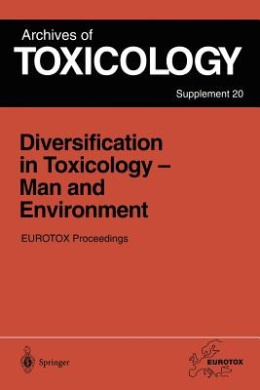 Archives of
TOXICOLOGY
Supplement 20
Diversification
in Toxicology –
Man and
Environment
EUROTOX Proceedings
Springer
EUROTOX